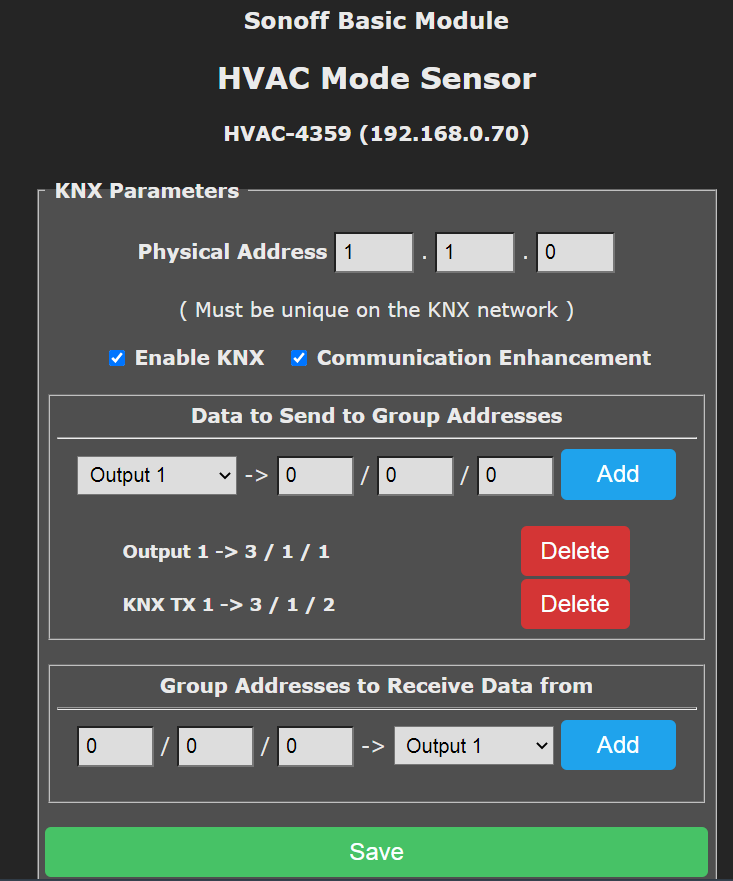 Sonoff Basic Module
HVAC Mode Sensor
HVAC-4359 (192.168.0.70)
KNX Parameters
Physical Address 1 . 1 . 0
( Must be unique on the KNX network )
Enable KNX Communication Enhancement
Data to Send to Group Addresses
Output 1 -> 0 / 0 / 0 Add
Output 1 -> 3 / 1 / 1 Delete
KNX TX 1 -> 3 / 1 / 2 Delete
Group Addresses to Receive Data from
0 / 0 / 0 -> Output 1 Add
Save